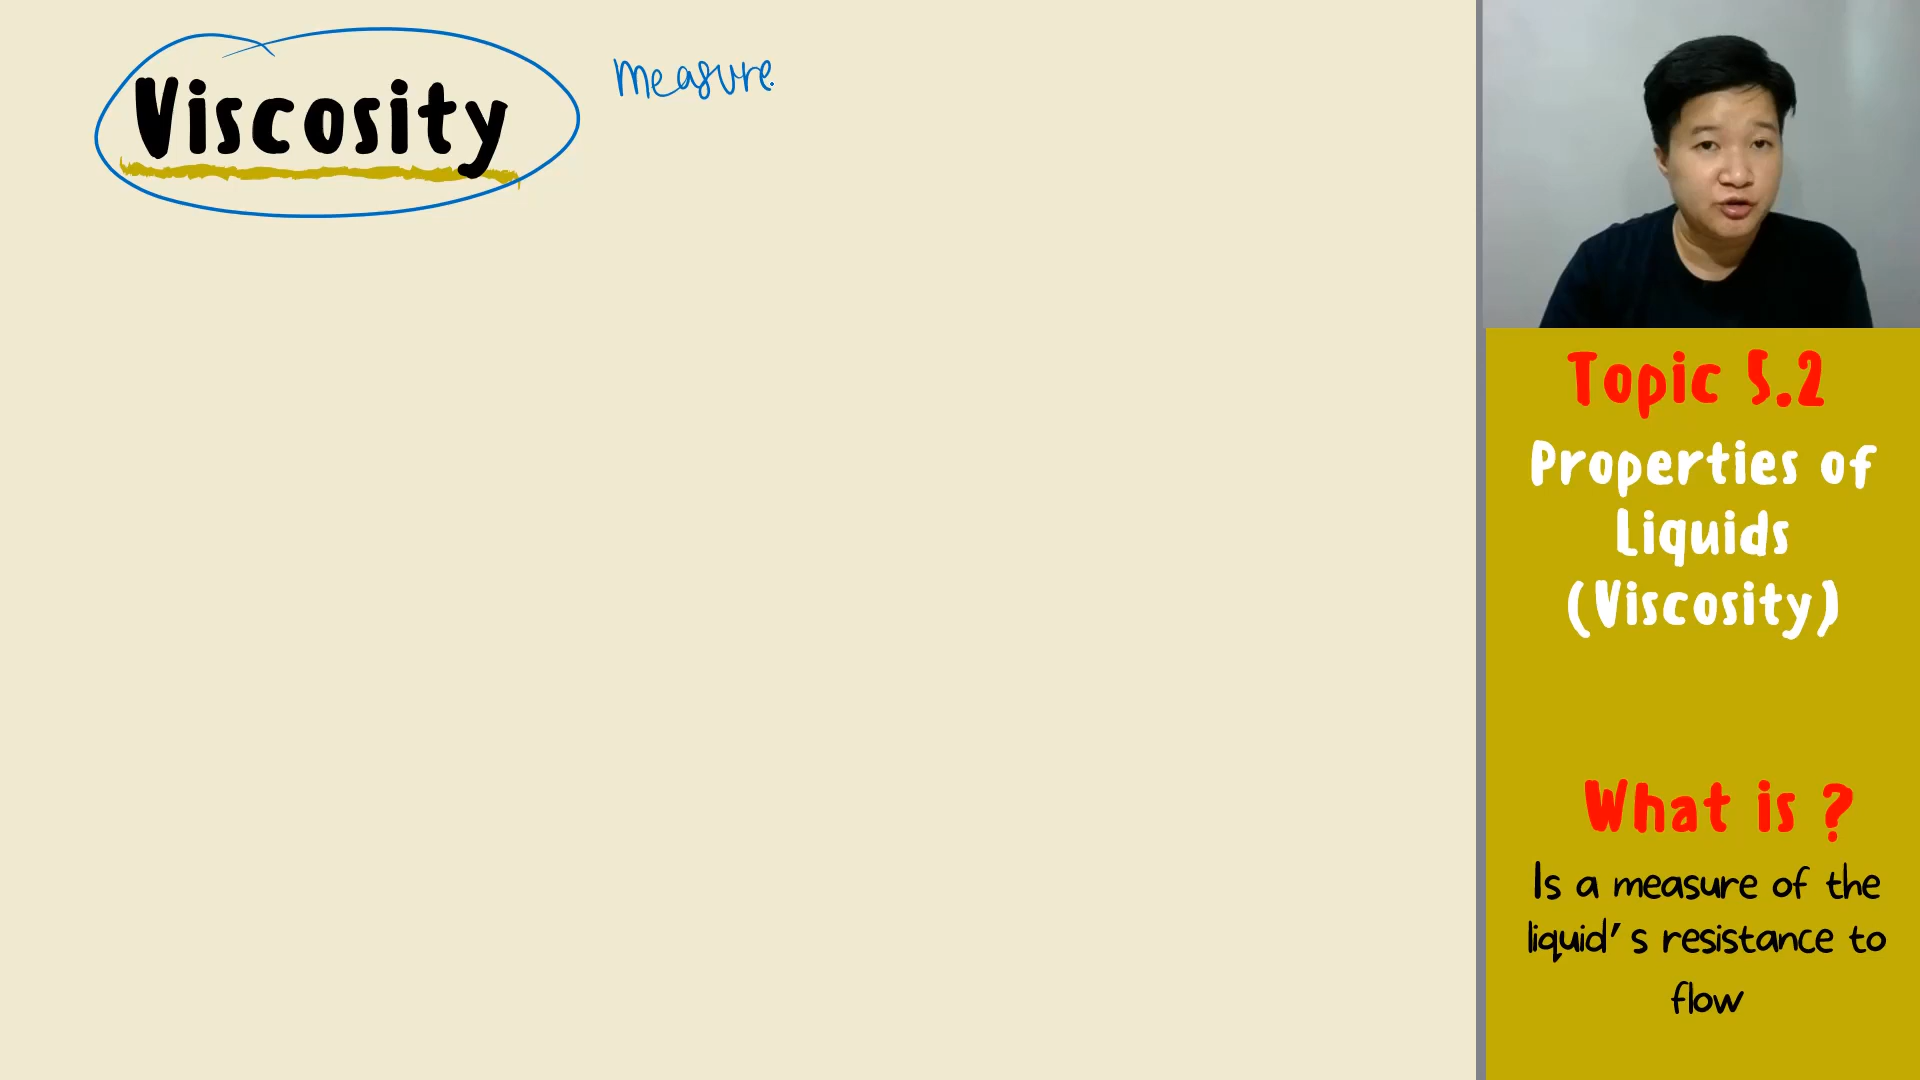 Viscosity
measure
Topic 5.2
Properties of
Liquids
(Viscosity)
What is ?
Is a measure of the
liquid's resistance to
flow